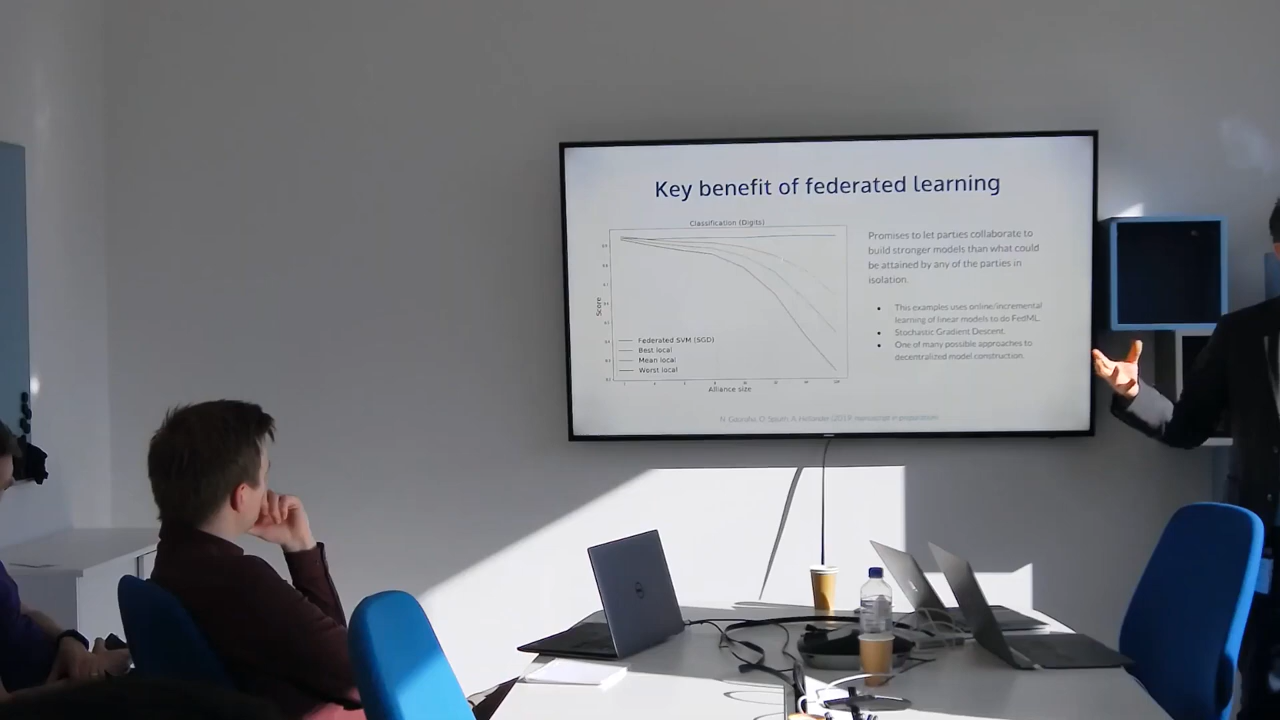 Key benefit of federated learning
Classification (Digits)
Score
Federated SVM (SGD)
Best local
Mean local
Worst local
Alliance size
Promises to let parties collaborate to
build stronger models than what could
be attained by any of the parties in
isolation.
This examples uses online/incremental
learning of linear models to do FedML.
Stochastic Gradient Descent.
One of many possible approaches to
decentralized model construction.
DELL